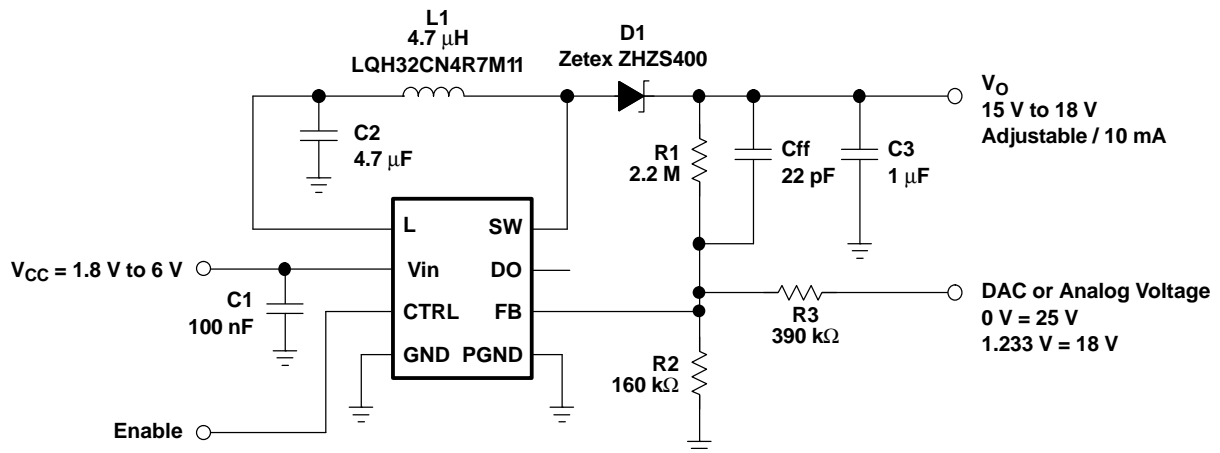 L1
4.7 μH
LQH32CN4R7M11
D1
Zetex ZHZS400
VO
15 V to 18 V
Adjustable / 10 mA
C2
4.7 μF
R1
2.2 M
Cff
22 pF
C3
1 μF
L
SW
VCC = 1.8 V to 6 V
Vin
DO
C1
100 nF
CTRL
FB
GND
PGND
R3
390 kΩ
DAC or Analog Voltage
0 V = 25 V
1.233 V = 18 V
R2
160 kΩ
Enable